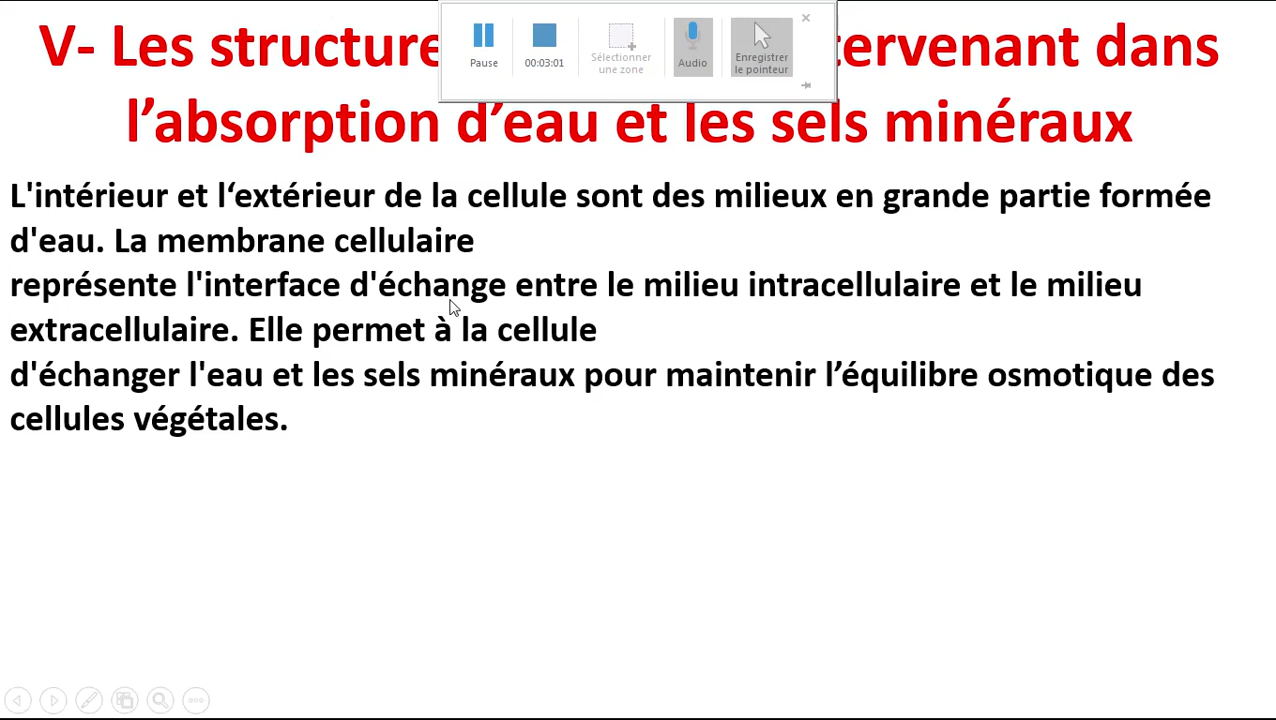 V- Les structure tervenant dans
l’absorption d’eau et les sels minéraux
L'intérieur et l‘extérieur de la cellule sont des milieux en grande partie formée
d'eau. La membrane cellulaire
représente l'interface d'échange entre le milieu intracellulaire et le milieu
extracellulaire. Elle permet à la cellule
d'échanger l'eau et les sels minéraux pour maintenir l’équilibre osmotique des
cellules végétales.
Pause
00:03:01
Sélectionner
une zone
Audio
Enregistrer
le pointeur